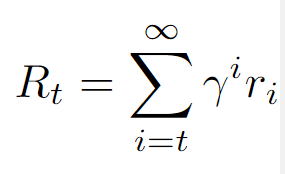 R_t = \sum_{i=t}^{\infty} \gamma^i r_i